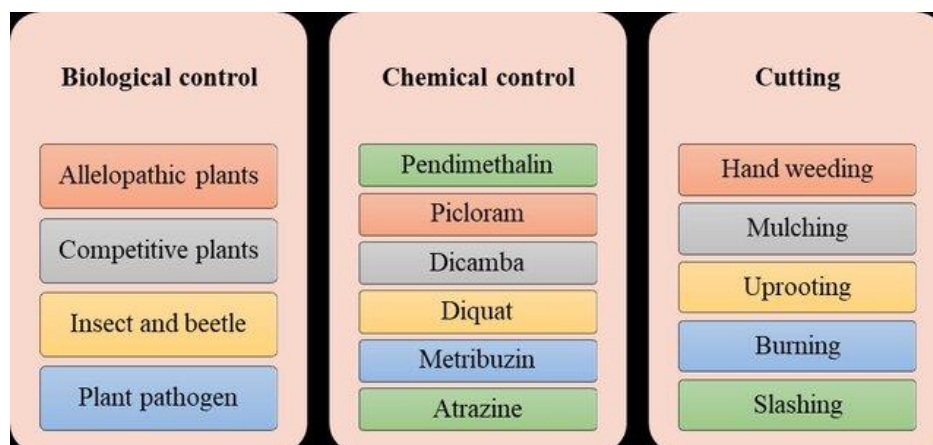 Biological control
Allelopathic plants
Competitive plants
Insect and beetle
Plant pathogen
Chemical control
Pendimethalin
Picloram
Dicamba
Diquat
Metribuzin
Atrazine
Cutting
Hand weeding
Mulching
Uprooting
Burning
Slashing